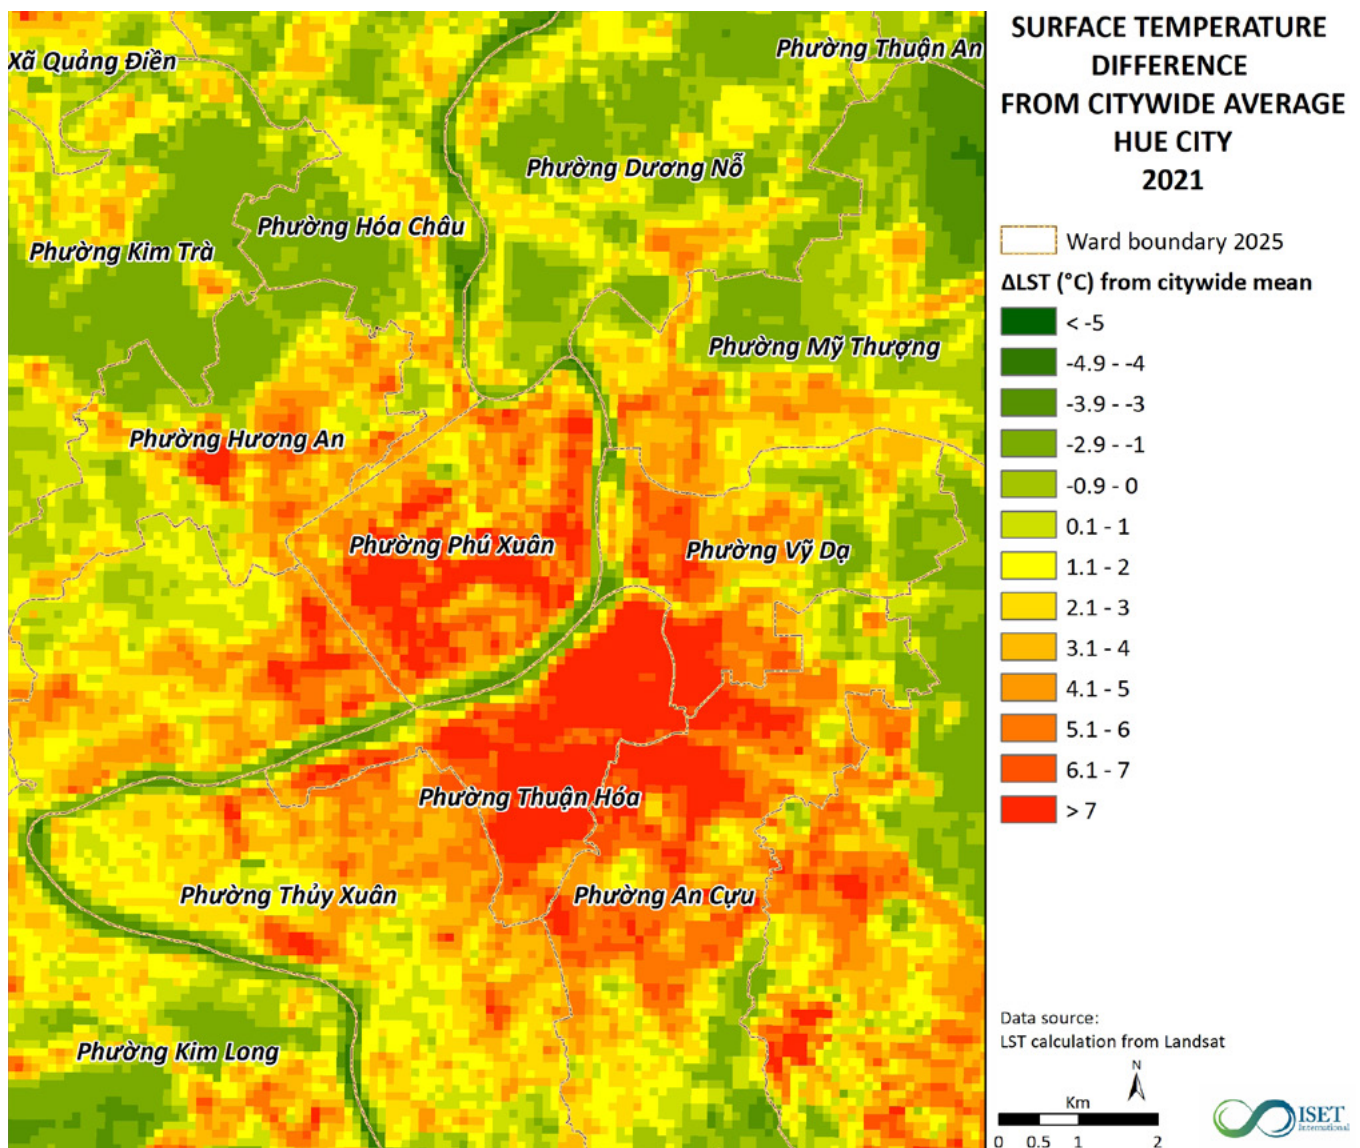 SURFACE TEMPERATURE
DIFFERENCE
FROM CITYWIDE AVERAGE
HUE CITY
2021
Ward boundary 2025
ΔLST (°C) from citywide mean
< -5
-4.9 - -4
-3.9 - -3
-2.9 - -1
-0.9 - 0
0.1 - 1
1.1 - 2
2.1 - 3
3.1 - 4
4.1 - 5
5.1 - 6
6.1 - 7
> 7
Data source:
LST calculation from Landsat
N
Km
0 0.5 1 2
ISET
International
Phường Thuận An
Xã Quảng Điền
Phường Dương Nỗ
Phường Hóa Châu
Phường Kim Trà
Phường Mỹ Thượng
Phường Hương An
Phường Phú Xuân
Phường Vỹ Dạ
Phường Thuận Hóa
Phường Thủy Xuân
Phường An Cựu
Phường Kim Long